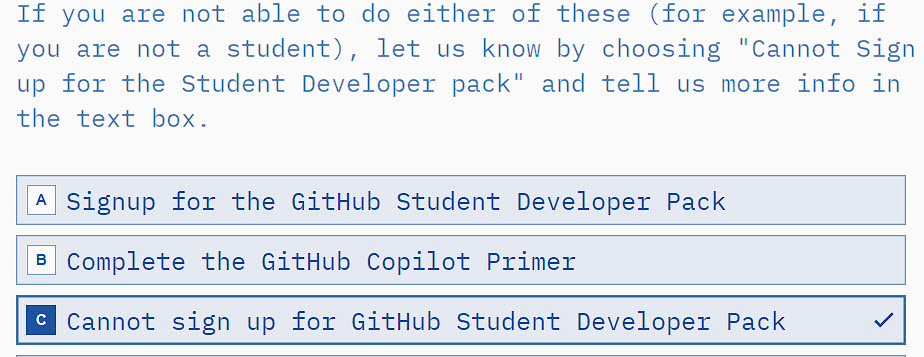 If you are not able to do either of these (for example, if
you are not a student), let us know by choosing "Cannot Sign
up for the Student Developer pack" and tell us more info in
the text box.
A Signup for the GitHub Student Developer Pack
B Complete the GitHub Copilot Primer
C Cannot sign up for GitHub Student Developer Pack